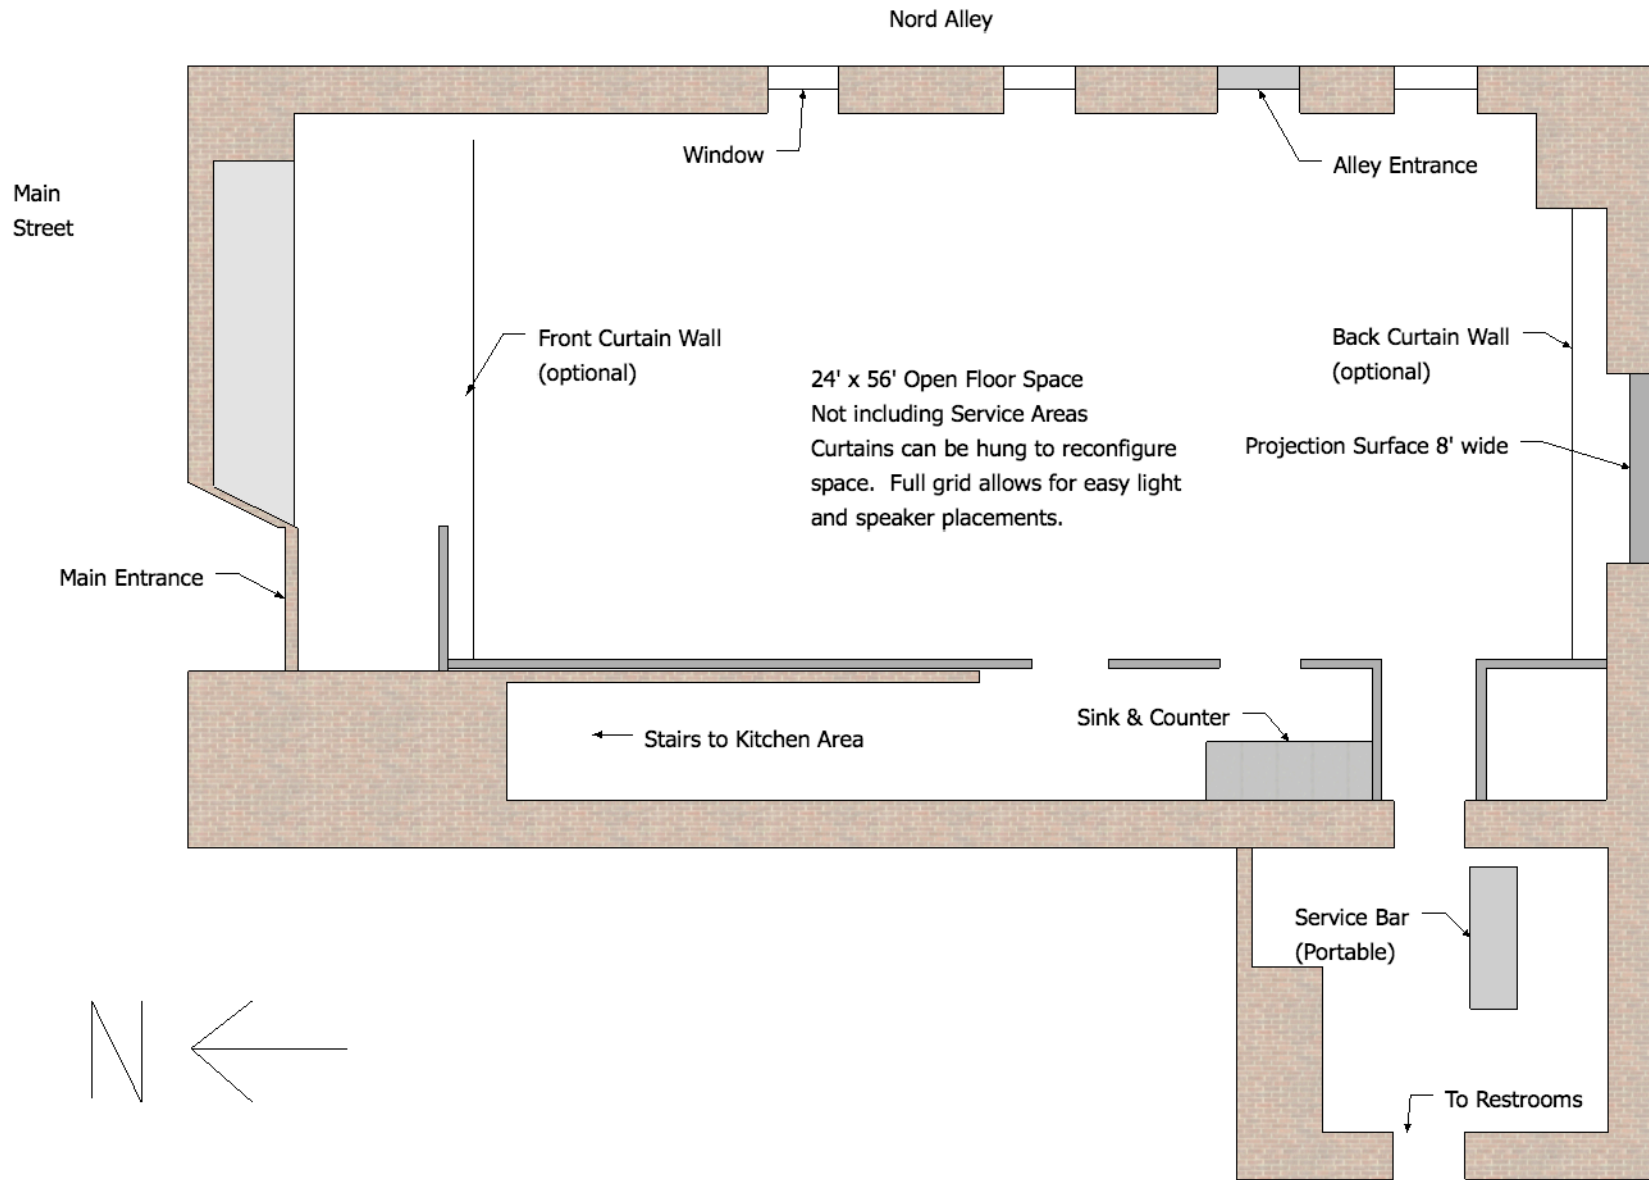 Nord Alley
Window
Alley Entrance
Main
Street
Front Curtain Wall
(optional)
Back Curtain Wall
(optional)
24' x 56' Open Floor Space
Not including Service Areas
Curtains can be hung to reconfigure
space.  Full grid allows for easy light
and speaker placements.
Projection Surface 8' wide
Main Entrance
Sink & Counter
Stairs to Kitchen Area
Service Bar
(Portable)
N
To Restrooms